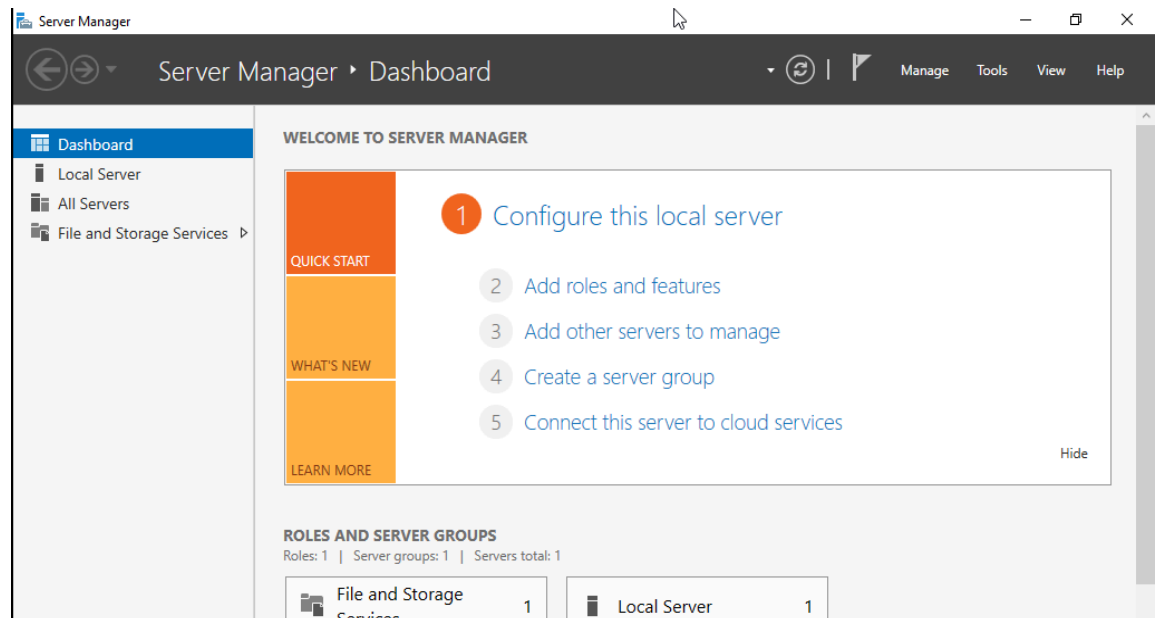 Server Manager
Server Manager ‣ Dashboard
Manage Tools View Help
Dashboard
Local Server
All Servers
File and Storage Services
WELCOME TO SERVER MANAGER
QUICK START
WHAT'S NEW
LEARN MORE
1 Configure this local server
2 Add roles and features
3 Add other servers to manage
4 Create a server group
5 Connect this server to cloud services
Hide
ROLES AND SERVER GROUPS
Roles: 1 | Server groups: 1 | Servers total: 1
File and Storage
Services 1
Local Server 1